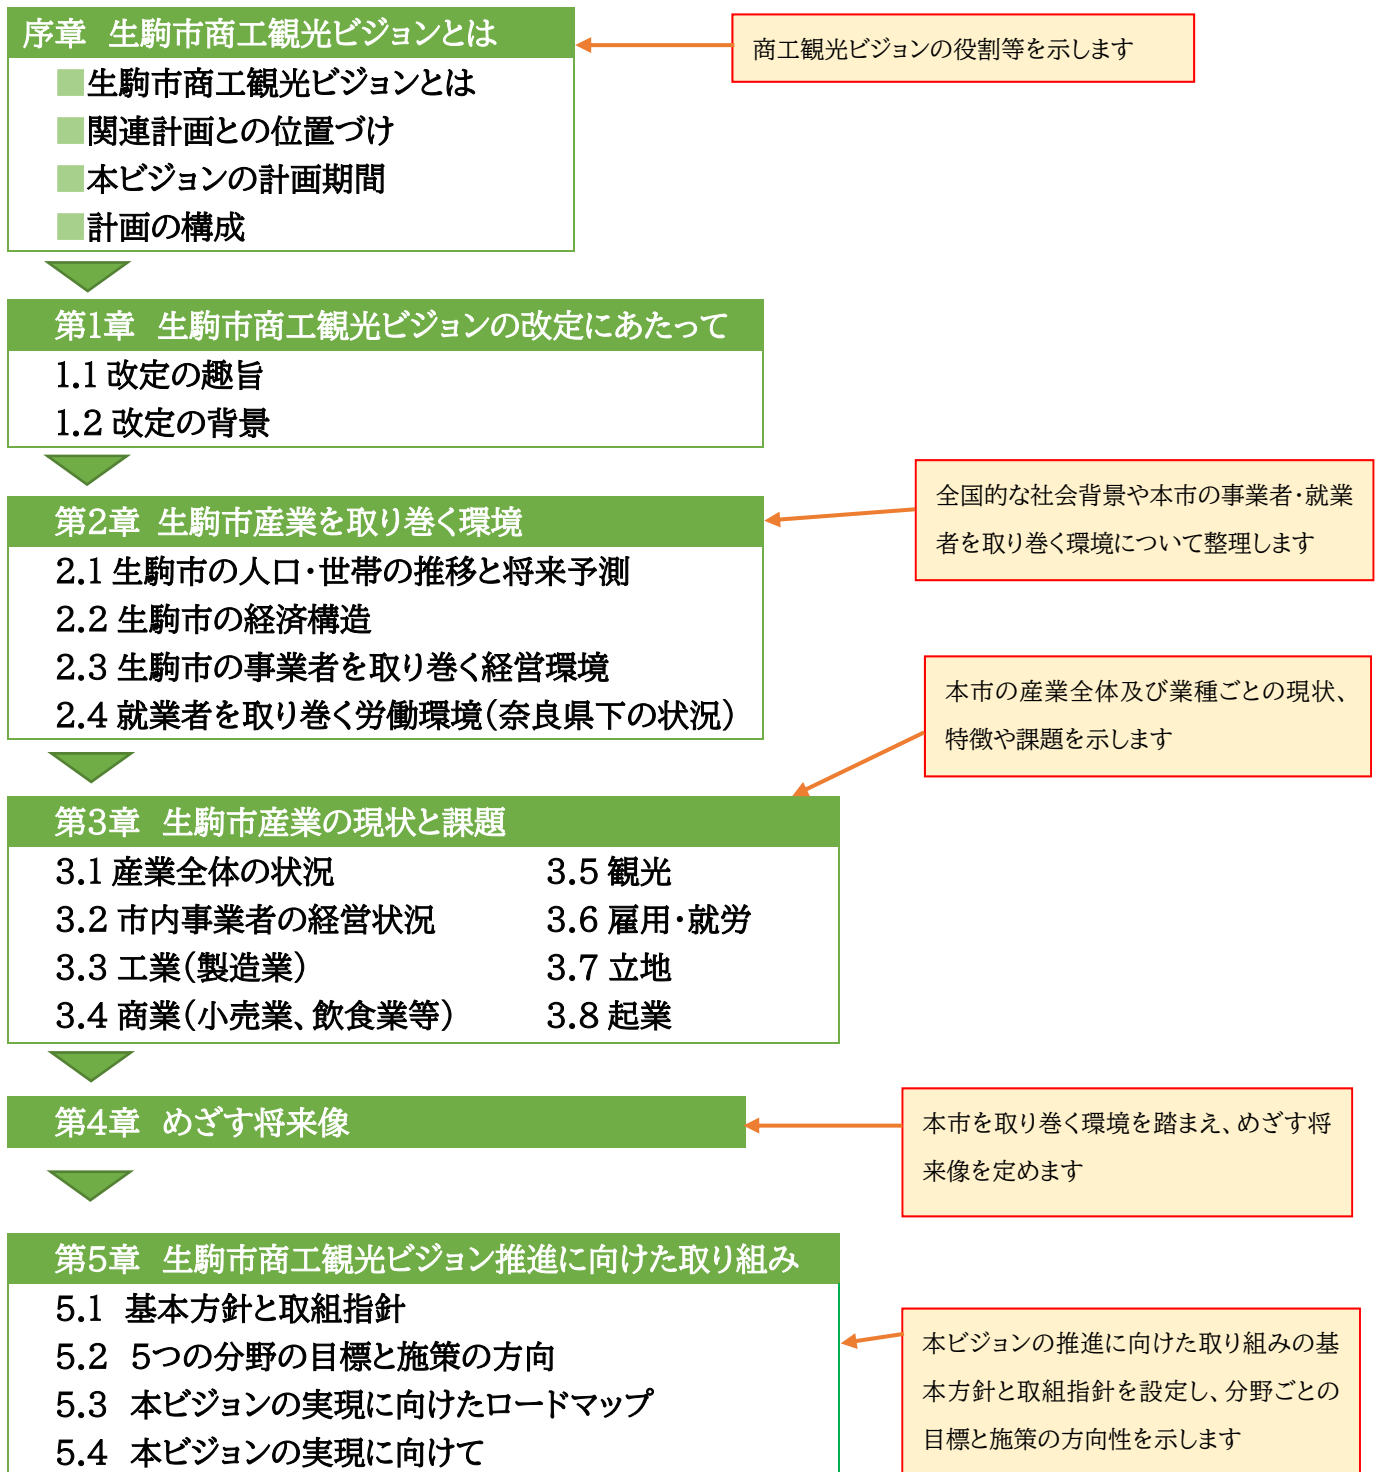 序章　生駒市商工観光ビジョンとは
■生駒市商工観光ビジョンとは
■関連計画との位置づけ
■本ビジョンの計画期間
■計画の構成
商工観光ビジョンの役割等を示します
第1章　生駒市商工観光ビジョンの改定にあたって
1.1 改定の趣旨
1.2 改定の背景
第2章 生駒市産業を取り巻く環境
2.1 生駒市の人口・世帯の推移と将来予測
2.2 生駒市の経済構造
2.3 生駒市の事業者を取り巻く経営環境
2.4 就業者を取り巻く労働環境（奈良県下の状況）
全国的な社会背景や本市の事業者・就業
者を取り巻く環境について整理します
第3章　生駒市産業の現状と課題
3.1 産業全体の状況
3.2 市内事業者の経営状況
3.3 工業（製造業）
3.4 商業（小売業、飲食業等）
3.5 観光
3.6 雇用・就労
3.7 立地
3.8 起業
本市の産業全体及び業種ごとの現状、
特徴や課題を示します
第4章　めざす将来像
本市を取り巻く環境を踏まえ、めざす将
来像を定めます
第5章　生駒市商工観光ビジョン推進に向けた取り組み
5.1　基本方針と取組指針
5.2　5つの分野の目標と施策の方向
5.3　本ビジョンの実現に向けたロードマップ
5.4　本ビジョンの実現に向けて
本ビジョンの推進に向けた取り組みの基
本方針と取組指針を設定し、分野ごとの
目標と施策の方向性を示します